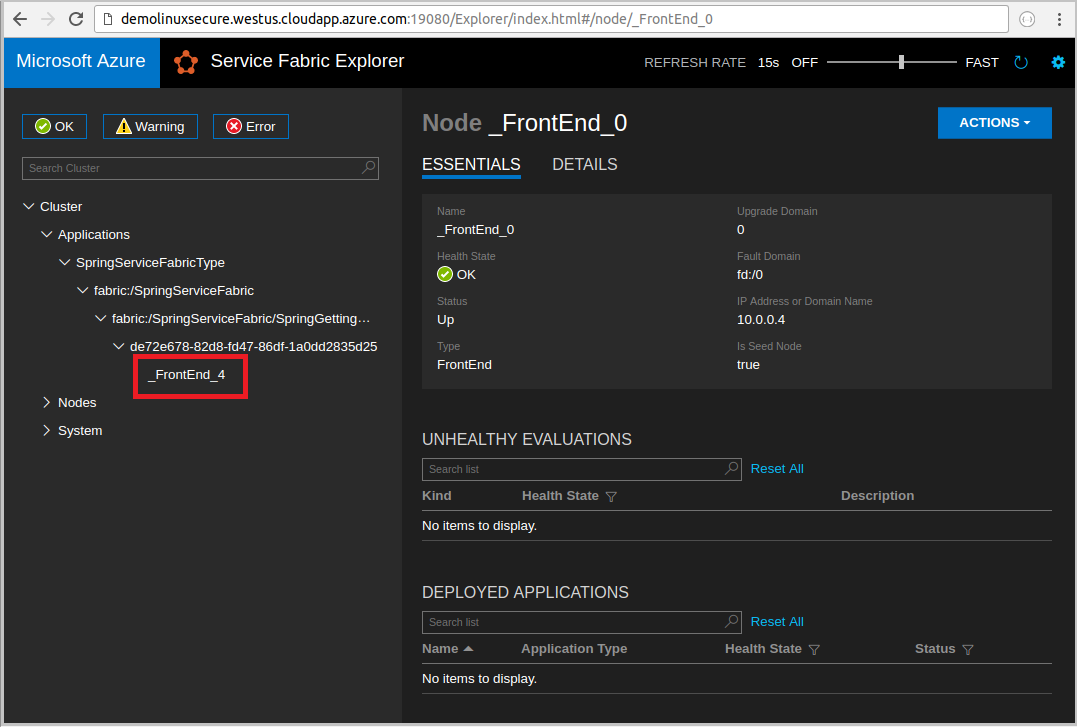 demolinuxsecure.westus.cloudapp.azure.com:19080/Explorer/index.html#/node/_FrontEnd_0
Microsoft Azure Service Fabric Explorer REFRESH RATE 15s OFF FAST
OK Warning Error
Search Cluster
Cluster
Applications
SpringServiceFabricType
fabric:/SpringServiceFabric
fabric:/SpringServiceFabric/SpringGetting...
de72e678-82d8-fd47-86df-1a0dd2835d25
_FrontEnd_4
Nodes
System
Node _FrontEnd_0 ACTIONS
ESSENTIALS DETAILS
Name Upgrade Domain
_FrontEnd_0 0
Health State Fault Domain
OK fd:/0
Status IP Address or Domain Name
Up 10.0.0.4
Type Is Seed Node
FrontEnd true
UNHEALTHY EVALUATIONS
Search list Reset All
Kind Health State Description
No items to display.
DEPLOYED APPLICATIONS
Search list Reset All
Name Application Type Health State Status
No items to display.